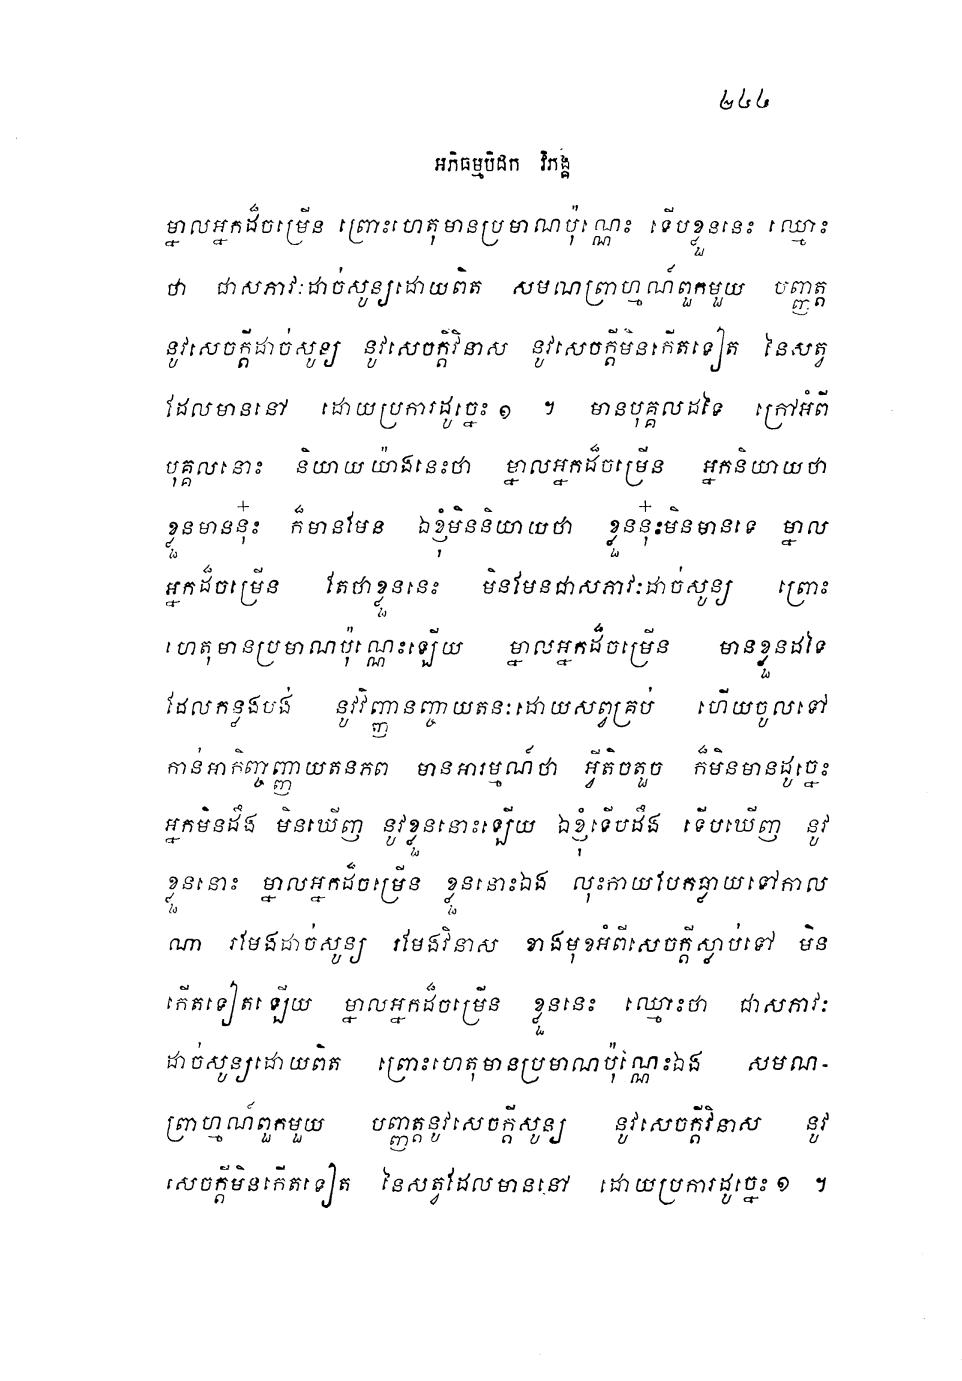 ២៤៤
អភិធម្មបិដក វិភង្គ
ម្នាលអ្នកដ៏ចម្រើន ព្រោះហេតុមានប្រមាណប៉ុណ្ណេះ ទើបខ្លួននេះ ឈ្មោះ
ថា ជាសភាវៈដាច់សូន្យដោយពិត សមណព្រាហ្មណ៍ពួកមួយ បញ្ញត្ត
នូវសេចក្តីដាច់សូន្យ នូវសេចក្តីវិនាស នូវសេចក្តីមិនកើតទៀត នៃសត្វ
ដែលមាននៅ ដោយប្រការដូច្នេះ ១ ។ មានបុគ្គលដទៃ ក្រៅអំពី
បុគ្គលនោះ និយាយយ៉ាងនេះថា ម្នាលអ្នកដ៏ចម្រើន អ្នកនិយាយថា
ខ្លួនមាននុ៎ះ ក៏មានមែន ឯខ្ញុំមិននិយាយថា ខ្លួននុ៎ះមិនមានទេ ម្នាល
អ្នកដ៏ចម្រើន តែថាខ្លួននេះ មិនមែនជាសភាវៈដាច់សូន្យ ព្រោះ
ហេតុមានប្រមាណប៉ុណ្ណេះឡើយ ម្នាលអ្នកដ៏ចម្រើន មានខ្លួនដទៃ
ដែលកន្លងបង់ នូវវិញ្ញានញ្ចាយតនៈដោយសព្វគ្រប់ ហើយចូលទៅ
កាន់អាកិញ្ចញ្ញាយតនភព មានអារម្មណ៍ថា អ្វីតិចតួច ក៏មិនមានដូច្នេះ
អ្នកមិនដឹង មិនឃើញ នូវខ្លួននោះឡើយ ឯខ្ញុំទើបដឹង ទើបឃើញ នូវ
ខ្លួននោះ ម្នាលអ្នកដ៏ចម្រើន ខ្លួននោះឯង លុះកាយបែកធ្លាយទៅកាល
ណា រមែងដាច់សូន្យ រមែងវិនាស ខាងមុខអំពីសេចក្តីស្លាប់ទៅ មិន
កើតទៀតឡើយ ម្នាលអ្នកដ៏ចម្រើន ខ្លួននេះ ឈ្មោះថា ជាសភាវៈ
ដាច់សូន្យដោយពិត ព្រោះហេតុមានប្រមាណប៉ុណ្ណេះឯង សមណ-
ព្រាហ្មណ៍ពួកមួយ បញ្ញត្តនូវសេចក្តីសូន្យ នូវសេចក្តីវិនាស នូវ
សេចក្តីមិនកើតទៀត នៃសត្វដែលមាននៅ ដោយប្រការដូច្នេះ ១ ។